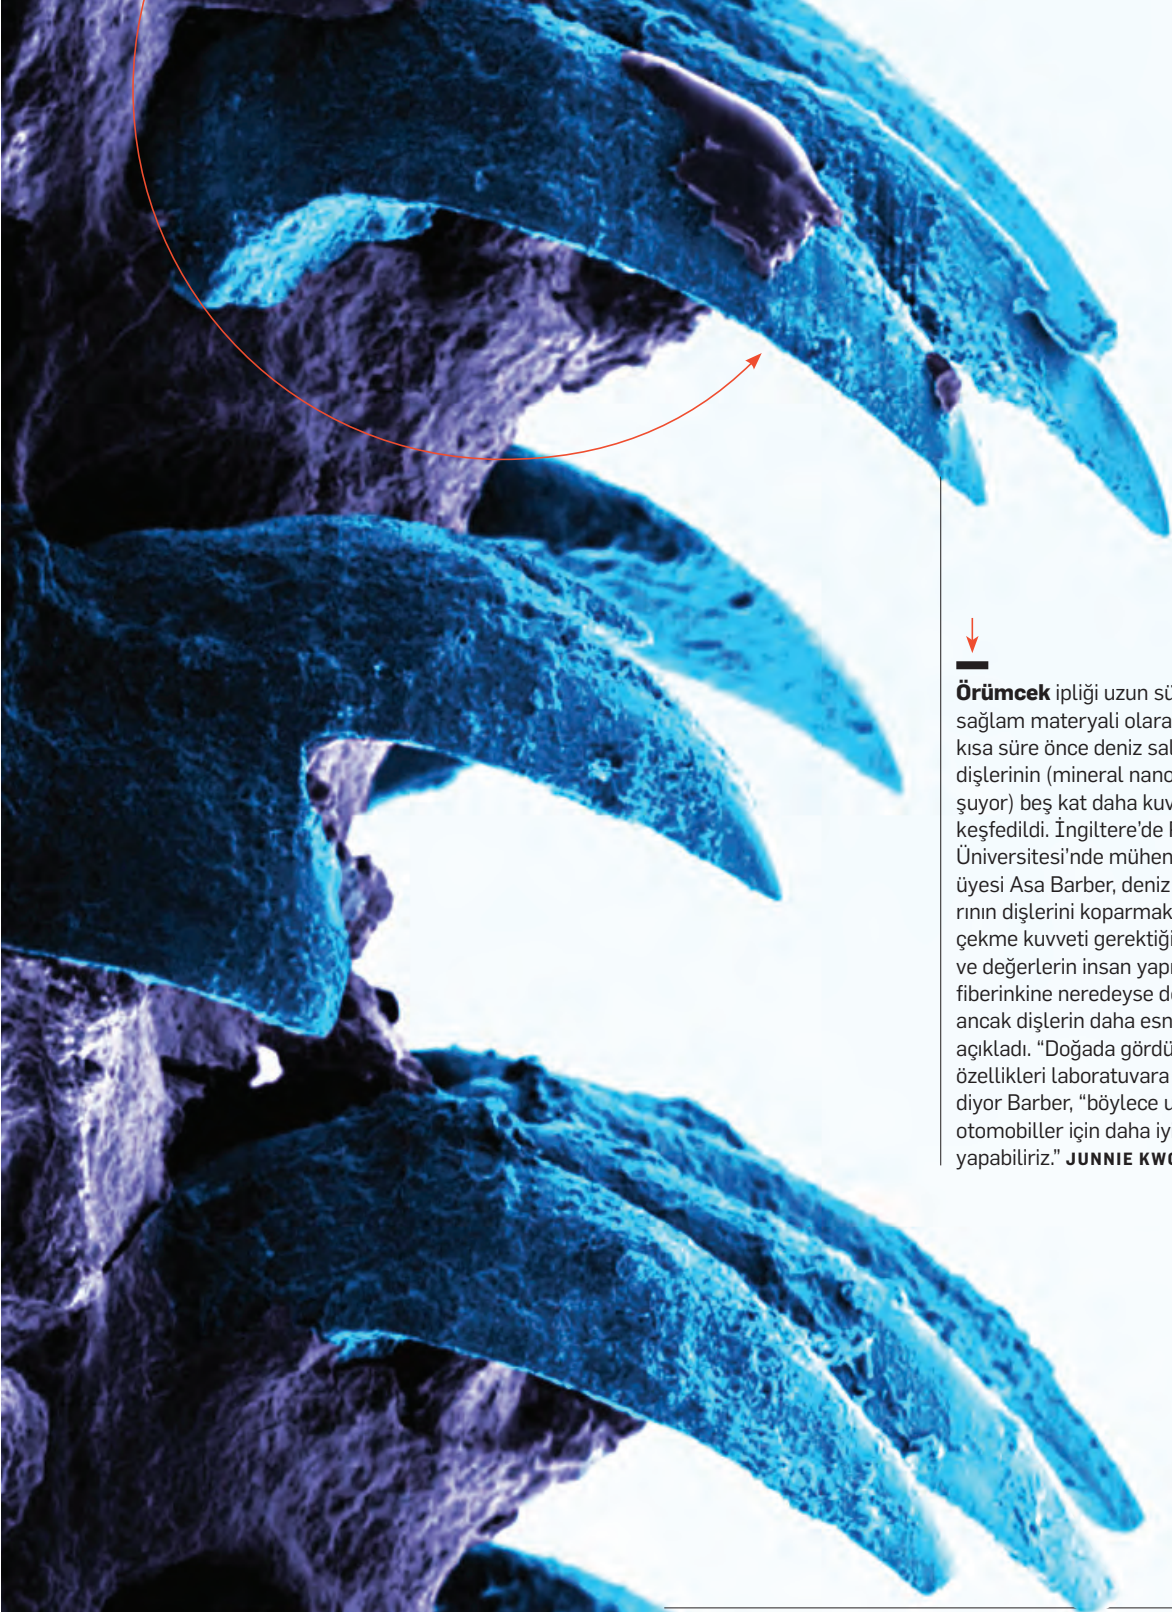 Örümcek ipliği uzun sü
sağlam materyali olara
kısa süre önce deniz sal
dişlerinin (mineral nano
şuyor) beş kat daha kuv
keşfedildi. İngiltere’de
Üniversitesi’nde mühen
üyesi Asa Barber, deniz
rının dişlerini koparmak
çekme kuvveti gerektiği
ve değerlerin insan yapı
fiberinkine neredeyse de
ancak dişlerin daha esn
açıkladı. “Doğada gördü
özellikleri laboratuvara
diyor Barber, “böylece u
otomobiller için daha iy
yapabiliriz.” JUNNIE KWO